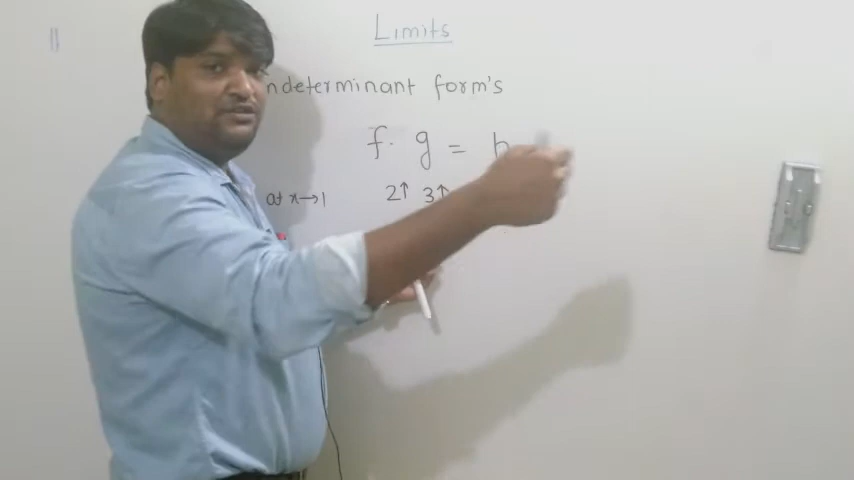 Limits
ndeterminant form's
f. g = h
at x→1 2↑ 3↑